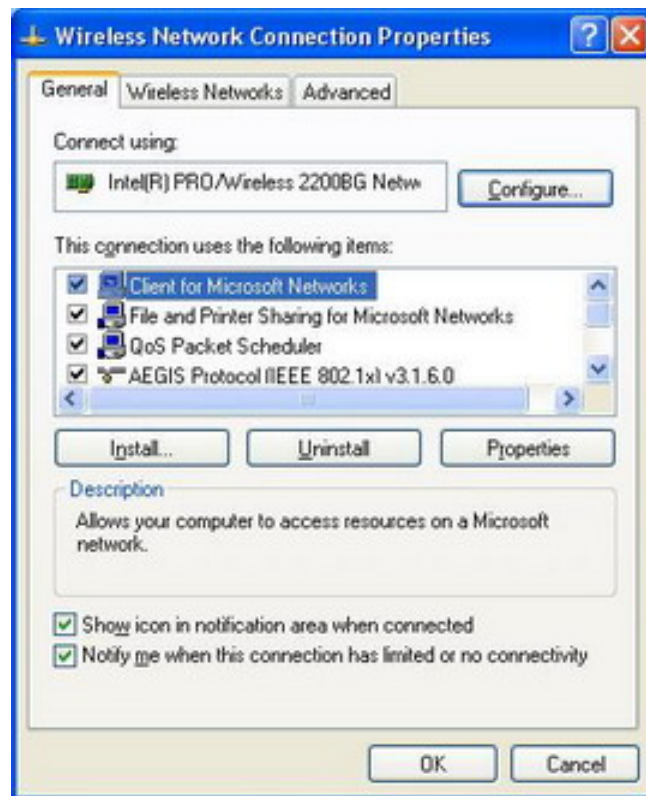 Wireless Network Connection Properties
General Wireless Networks Advanced
Connect using:
Intel(R) PRO/Wireless 2200BG Netw
Configure...
This connection uses the following items:
Client for Microsoft Networks
File and Printer Sharing for Microsoft Networks
QoS Packet Scheduler
AEGIS Protocol (IEEE 802.1x) v3.1.6.0
Install... Uninstall Properties
Description
Allows your computer to access resources on a Microsoft
network.
Show icon in notification area when connected
Notify me when this connection has limited or no connectivity
OK Cancel